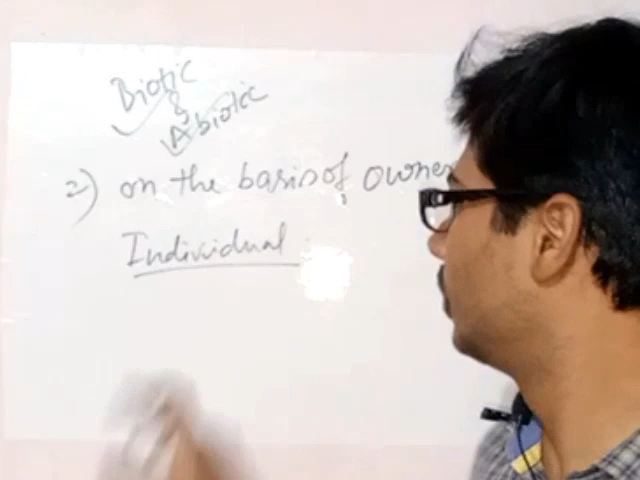 Biotic
&
Abiotic
2) on the basis of owner
Individual